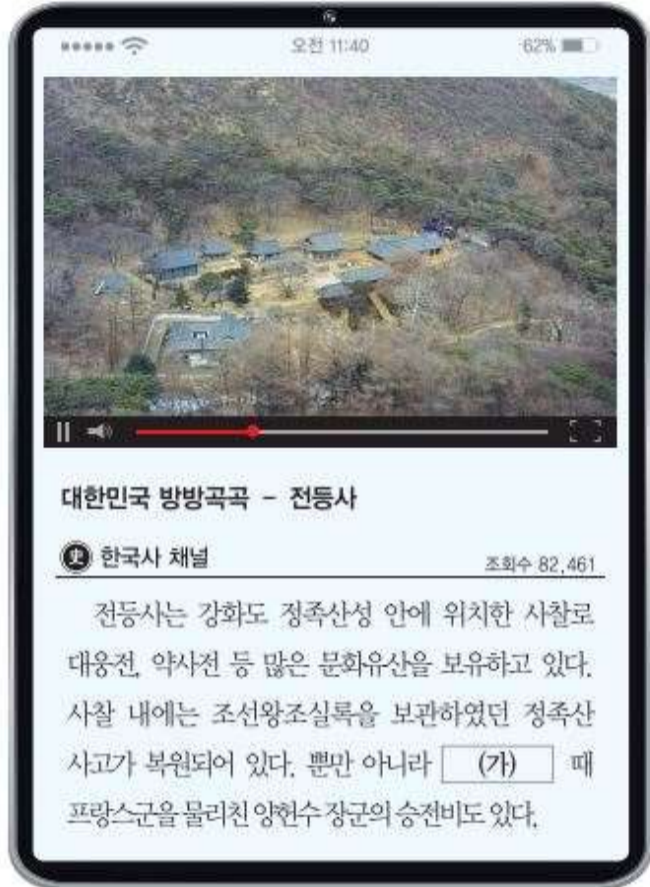 오전 11:40
62%
대한민국 방방곡곡 - 전등사
史 한국사 채널
조회수 82,461
전등사는 강화도 정족산성 안에 위치한 사찰로
대웅전, 약사전 등 많은 문화유산을 보유하고 있다.
사찰 내에는 조선왕조실록을 보관하였던 정족산
사고가 복원되어 있다. 뿐만 아니라 (가) 때
프랑스군을 물리친 양헌수 장군의 승전비도 있다.